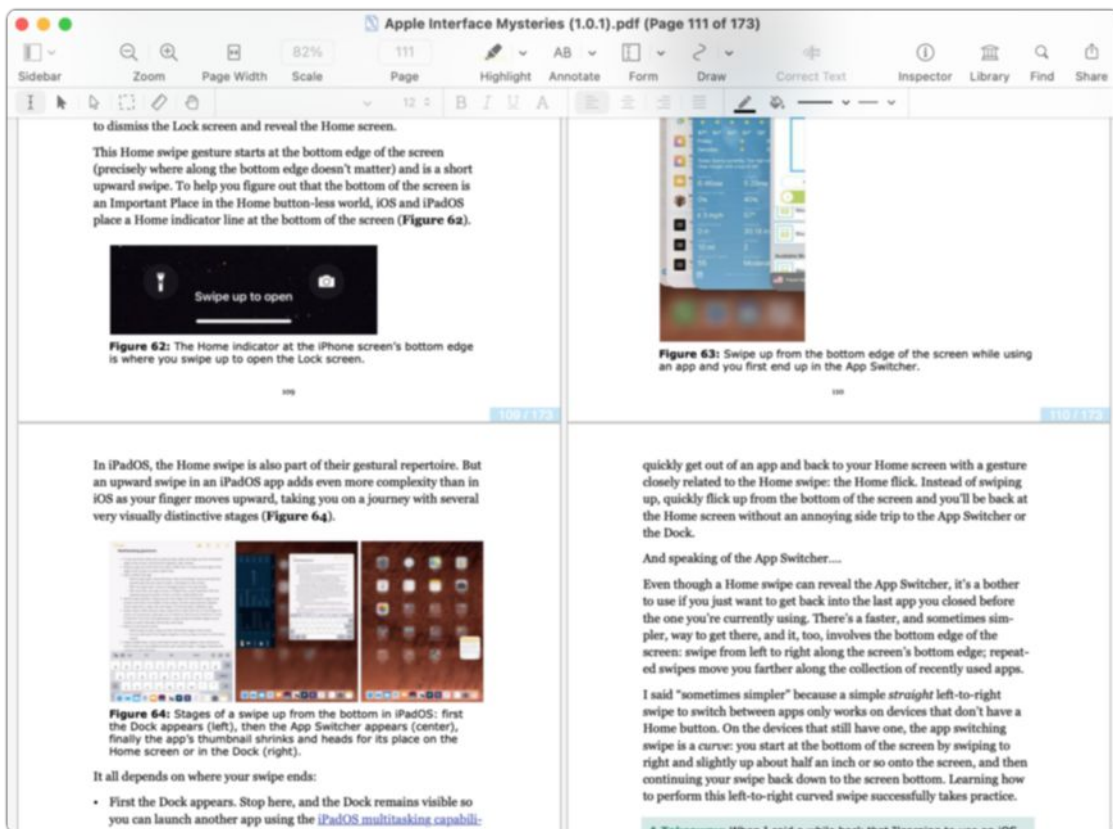 Apple Interface Mysteries (1.0.1).pdf (Page 111 of 173)
82%
111
AB
Sidebar
Zoom
Page Width
Scale
Page
Highlight
Annotate
Form
Draw
Correct Text
Inspector
Library
Find
Share
12
B I U A
to dismiss the Lock screen and reveal the Home screen.
This Home swipe gesture starts at the bottom edge of the screen
(precisely where along the bottom edge doesn't matter) and is a short
upward swipe. To help you figure out that the bottom of the screen is
an Important Place in the Home button-less world, iOS and iPadOS
place a Home indicator line at the bottom of the screen (Figure 62).
Swipe up to open
Figure 62: The Home indicator at the iPhone screen's bottom edge
is where you swipe up to open the Lock screen.
109
109 / 173
Figure 63: Swipe up from the bottom edge of the screen while using
an app and you first end up in the App Switcher.
110
110 / 173
In iPadOS, the Home swipe is also part of their gestural repertoire. But
an upward swipe in an iPadOS app adds even more complexity than in
iOS as your finger moves upward, taking you on a journey with several
very visually distinctive stages (Figure 64).
Figure 64: Stages of a swipe up from the bottom in iPadOS: first
the Dock appears (left), then the App Switcher appears (center),
finally the app's thumbnail shrinks and heads for its place on the
Home screen or in the Dock (right).
It all depends on where your swipe ends:
• First the Dock appears. Stop here, and the Dock remains visible so
you can launch another app using the iPadOS multitasking capabili-
quickly get out of an app and back to your Home screen with a gesture
closely related to the Home swipe: the Home flick. Instead of swiping
up, quickly flick up from the bottom of the screen and you'll be back at
the Home screen without an annoying side trip to the App Switcher or
the Dock.
And speaking of the App Switcher....
Even though a Home swipe can reveal the App Switcher, it's a bother
to use if you just want to get back into the last app you closed before
the one you're currently using. There's a faster, and sometimes sim-
pler, way to get there, and it, too, involves the bottom edge of the
screen: swipe from left to right along the screen's bottom edge; repeat-
ed swipes move you farther along the collection of recently used apps.
I said "sometimes simpler" because a simple straight left-to-right
swipe to switch between apps only works on devices that don't have a
Home button. On the devices that still have one, the app switching
swipe is a curve: you start at the bottom of the screen by swiping to
right and slightly up about half an inch or so onto the screen, and then
continuing your swipe back down to the screen bottom. Learning how
to perform this left-to-right curved swipe successfully takes practice.